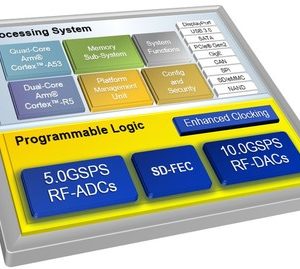 Processing System
Quad-Core
Arm®
Cortex™-A53
Memory
Sub-System
System
Functions
Dual-Core
Arm®
Cortex™-R5
Platform
Management
Unit
Config
and
Security
DisplayPort
USB 3.0
SATA
PCIe® Gen2
GigE
CAN
SPI
SD/eMMC
NAND
Programmable Logic
Enhanced Clocking
5.0GSPS
RF-ADCs
SD-FEC
10.0GSPS
RF-DACs